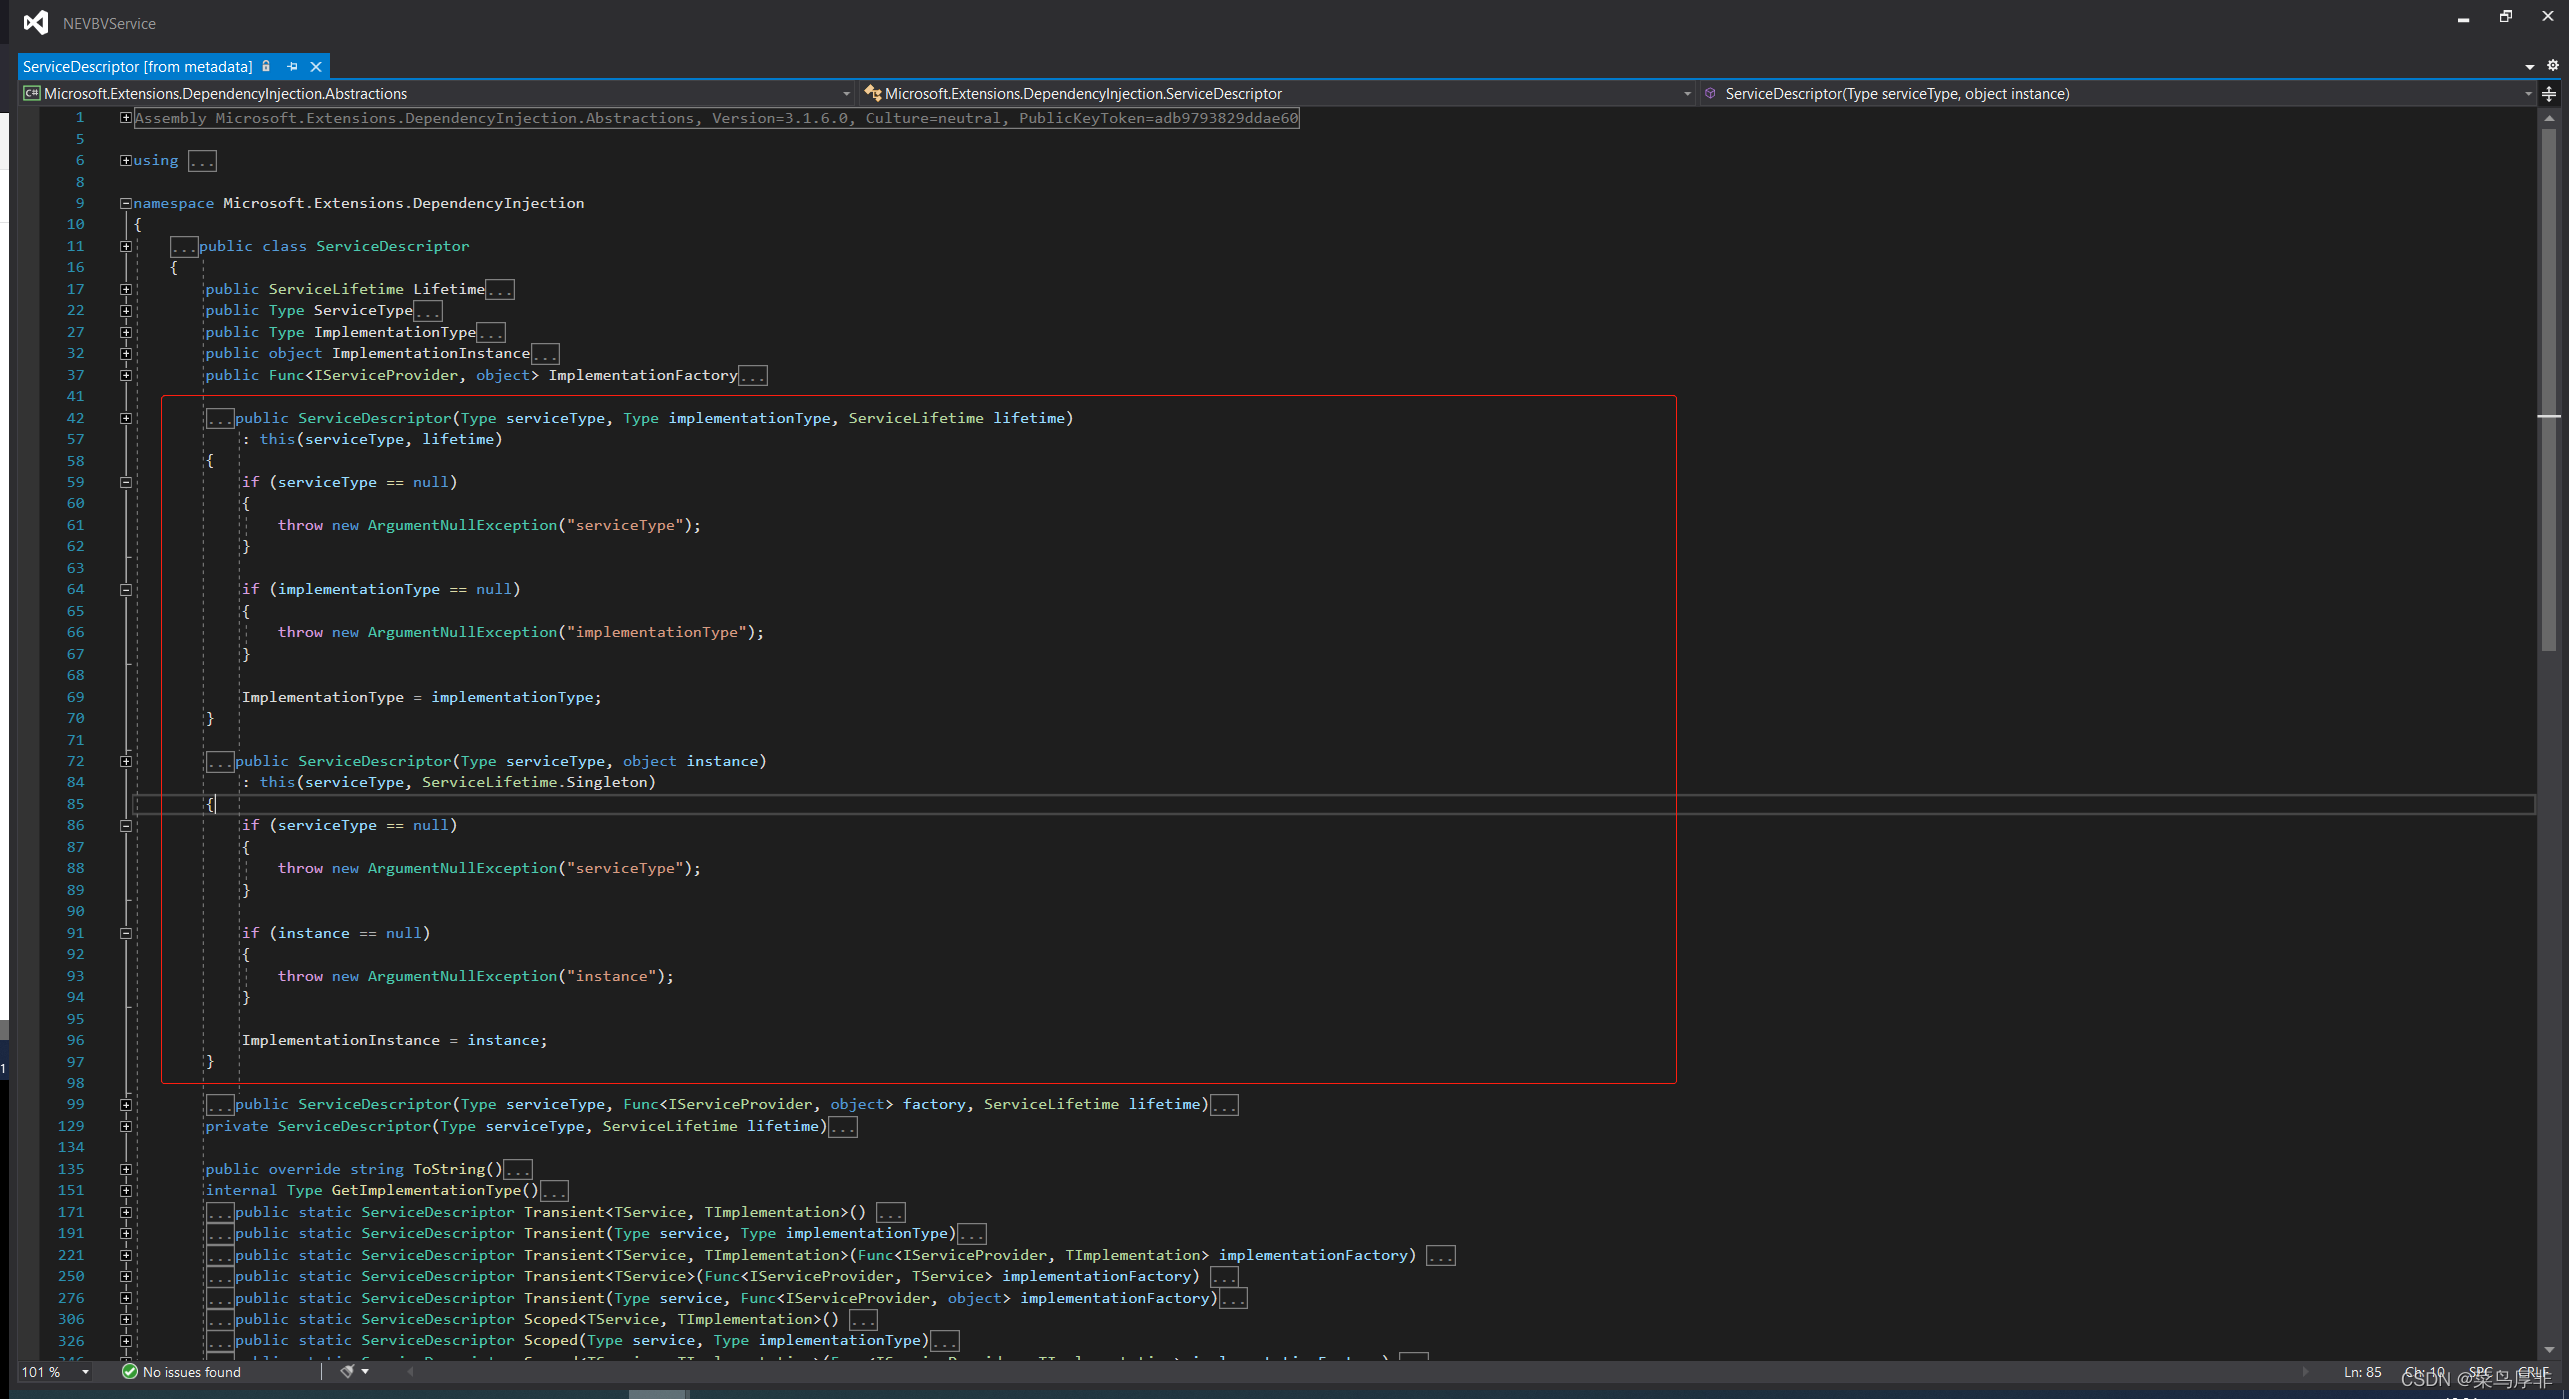 NEVBVService
ServiceDescriptor [from metadata]
C# Microsoft.Extensions.DependencyInjection.Abstractions
Microsoft.Extensions.DependencyInjection.ServiceDescriptor
ServiceDescriptor(Type serviceType, object instance)
1 Assembly Microsoft.Extensions.DependencyInjection.Abstractions, Version=3.1.6.0, Culture=neutral, PublicKeyToken=adb9793829ddae60
5
6 using ...
8
9 namespace Microsoft.Extensions.DependencyInjection
10 {
11 ...public class ServiceDescriptor
16 {
17 public ServiceLifetime Lifetime...
22 public Type ServiceType...
27 public Type ImplementationType...
32 public object ImplementationInstance...
37 public Func<IServiceProvider, object> ImplementationFactory...
41
42 ...public ServiceDescriptor(Type serviceType, Type implementationType, ServiceLifetime lifetime)
57 : this(serviceType, lifetime)
58 {
59 if (serviceType == null)
60 {
61 throw new ArgumentNullException("serviceType");
62 }
63
64 if (implementationType == null)
65 {
66 throw new ArgumentNullException("implementationType");
67 }
68
69 ImplementationType = implementationType;
70 }
71
72 ...public ServiceDescriptor(Type serviceType, object instance)
84 : this(serviceType, ServiceLifetime.Singleton)
85 {
86 if (serviceType == null)
87 {
88 throw new ArgumentNullException("serviceType");
89 }
90
91 if (instance == null)
92 {
93 throw new ArgumentNullException("instance");
94 }
95
96 ImplementationInstance = instance;
97 }
98
99 ...public ServiceDescriptor(Type serviceType, Func<IServiceProvider, object> factory, ServiceLifetime lifetime)...
129 private ServiceDescriptor(Type serviceType, ServiceLifetime lifetime)...
134
135 public override string ToString()...
151 internal Type GetImplementationType()...
171 ...public static ServiceDescriptor Transient<TService, TImplementation>() ...
191 ...public static ServiceDescriptor Transient(Type service, Type implementationType)...
221 ...public static ServiceDescriptor Transient<TService, TImplementation>(Func<IServiceProvider, TImplementation> implementationFactory) ...
250 ...public static ServiceDescriptor Transient<TService>(Func<IServiceProvider, TService> implementationFactory) ...
276 ...public static ServiceDescriptor Transient(Type service, Func<IServiceProvider, object> implementationFactory)...
306 ...public static ServiceDescriptor Scoped<TService, TImplementation>() ...
326 ...public static ServiceDescriptor Scoped(Type service, Type implementationType)...
101 % No issues found Ln: 85 Ch: 10 SPC CRLF
CSDN @菜鸟厚非
1